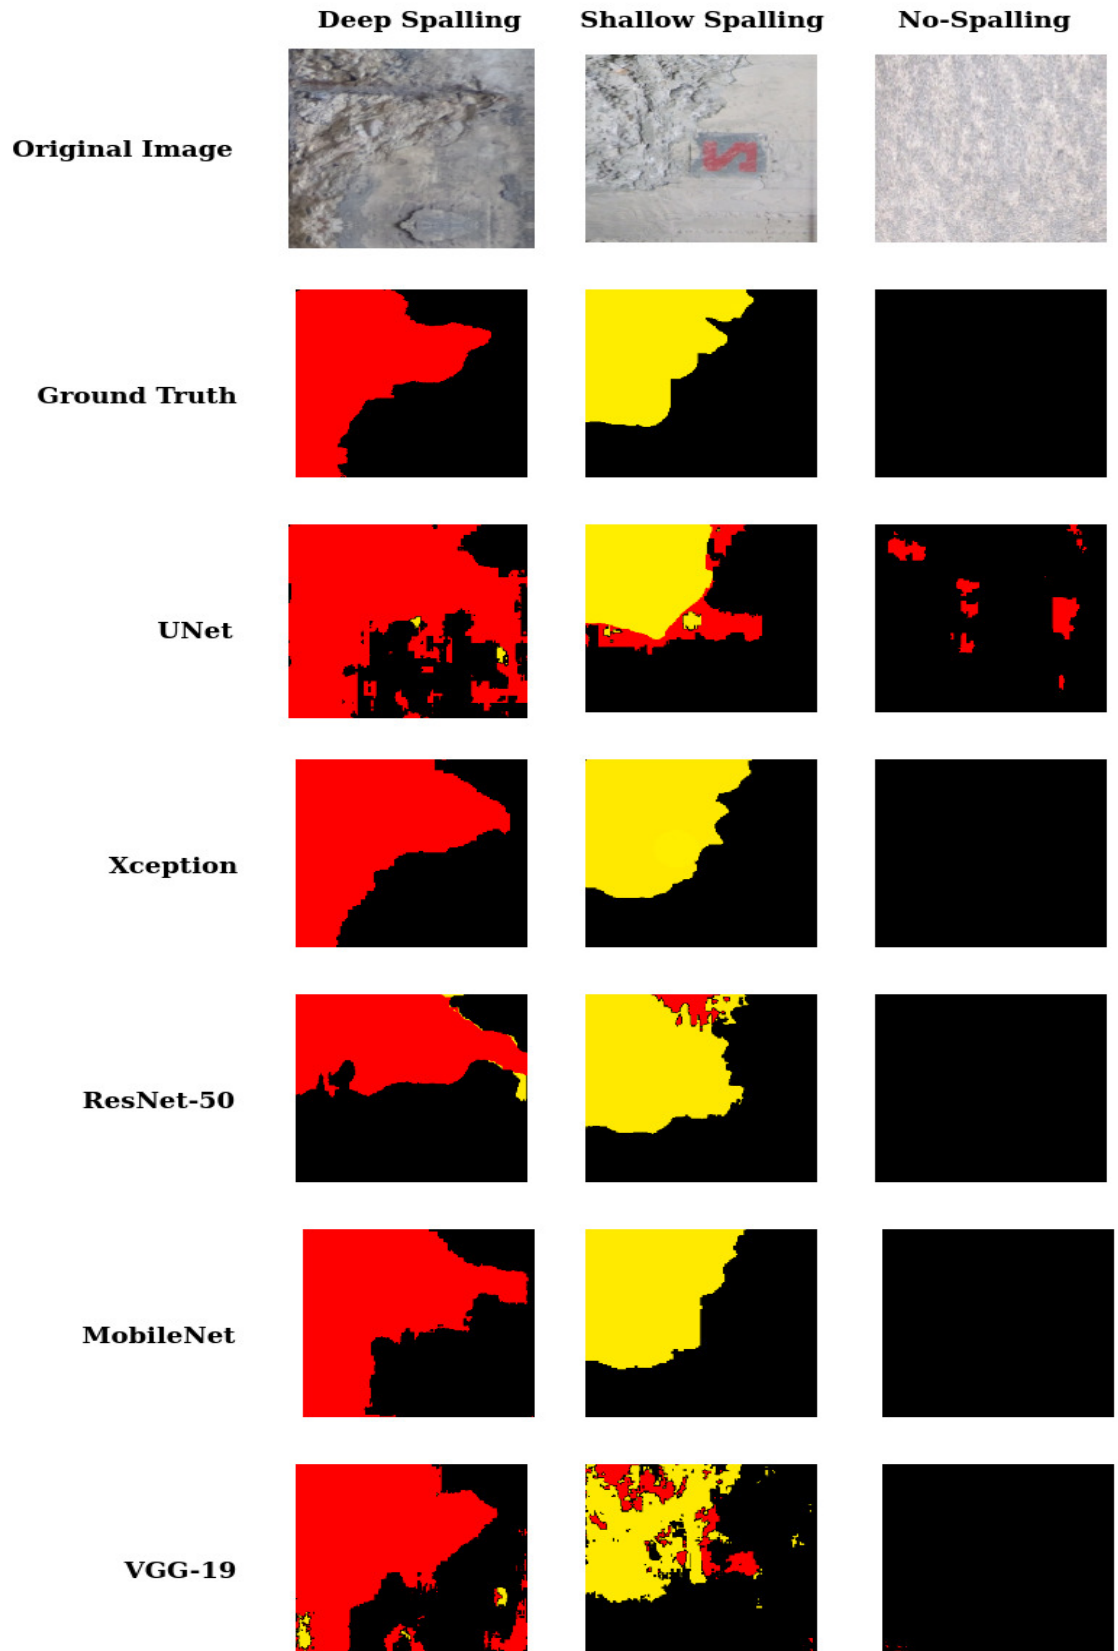 Deep Spalling Shallow Spalling No-Spalling
Original Image
Ground Truth
UNet
Xception
ResNet-50
MobileNet
VGG-19